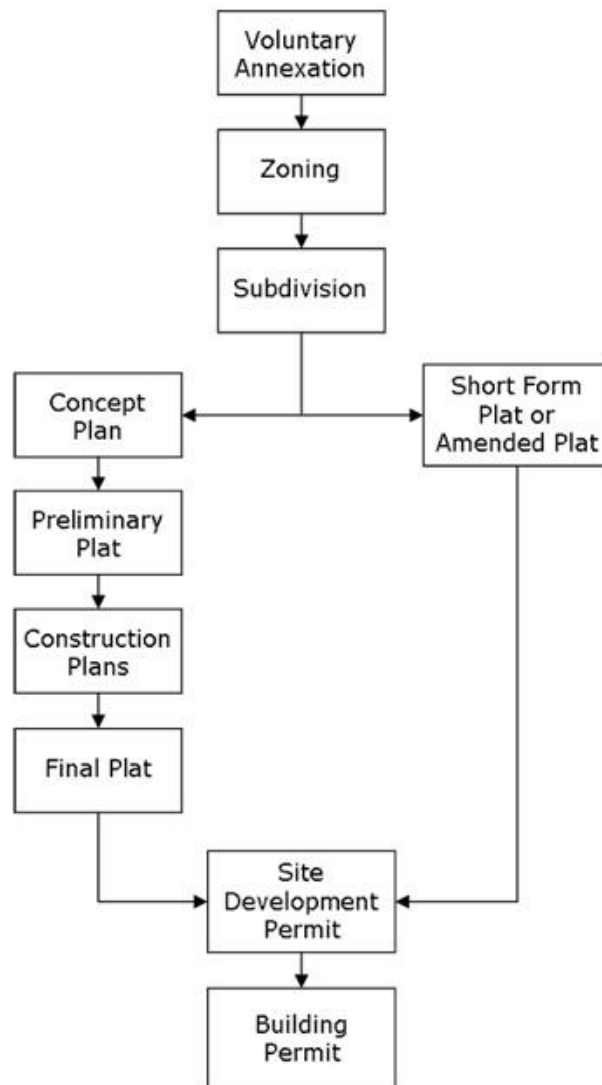 Voluntary
Annexation
Zoning
Subdivision
Concept
Plan
Short Form
Plat or
Amended Plat
Preliminary
Plat
Construction
Plans
Final Plat
Site
Development
Permit
Building
Permit